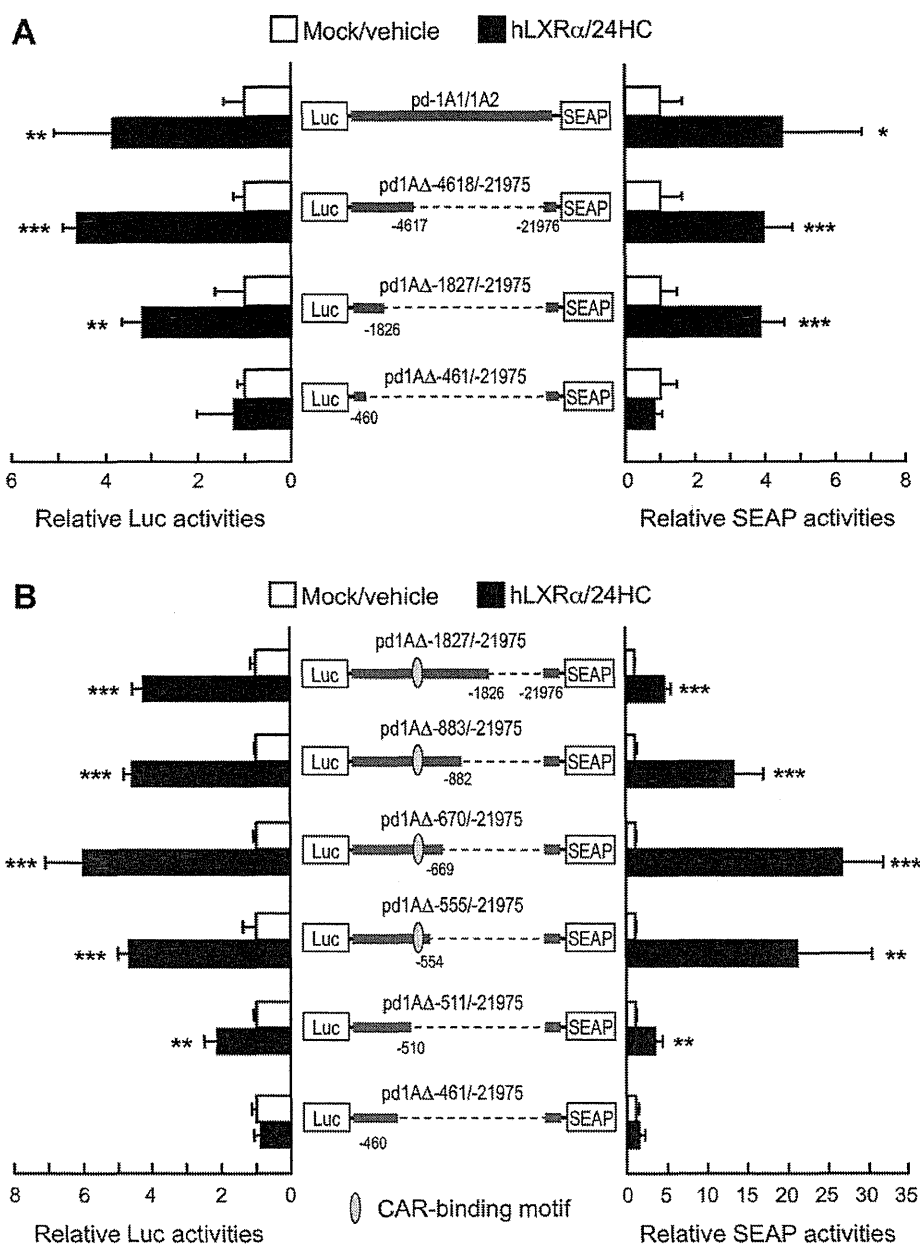 A
Mock/vehicle hLXRα/24HC
pd-1A1/1A2
Luc SEAP
** *
pd1AΔ-4618/-21975
Luc SEAP
-4617 -21976
*** ***
pd1AΔ-1827/-21975
Luc SEAP
-1826
** ***
pd1AΔ-461/-21975
Luc SEAP
-460
6 4 2 0 0 2 4 6 8
Relative Luc activities Relative SEAP activities
B
Mock/vehicle hLXRα/24HC
pd1AΔ-1827/-21975
Luc SEAP
-1826 -21976
*** ***
pd1AΔ-883/-21975
Luc SEAP
-882
*** ***
pd1AΔ-670/-21975
Luc SEAP
-669
*** ***
pd1AΔ-555/-21975
Luc SEAP
-554
*** **
pd1AΔ-511/-21975
Luc SEAP
-510
** **
pd1AΔ-461/-21975
Luc SEAP
-460
8 6 4 2 0 0 5 10 15 20 25 30 35
Relative Luc activities CAR-binding motif Relative SEAP activities